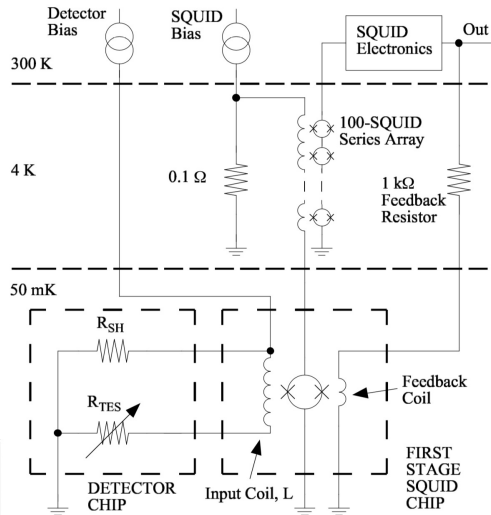 Detector
Bias
SQUID
Bias
SQUID
Electronics
Out
300 K
100-SQUID
Series Array
4 K
0.1 Ω
1 kΩ
Feedback
Resistor
50 mK
R_SH
R_TES
Feedback
Coil
DETECTOR
CHIP
Input Coil, L
FIRST
STAGE
SQUID
CHIP